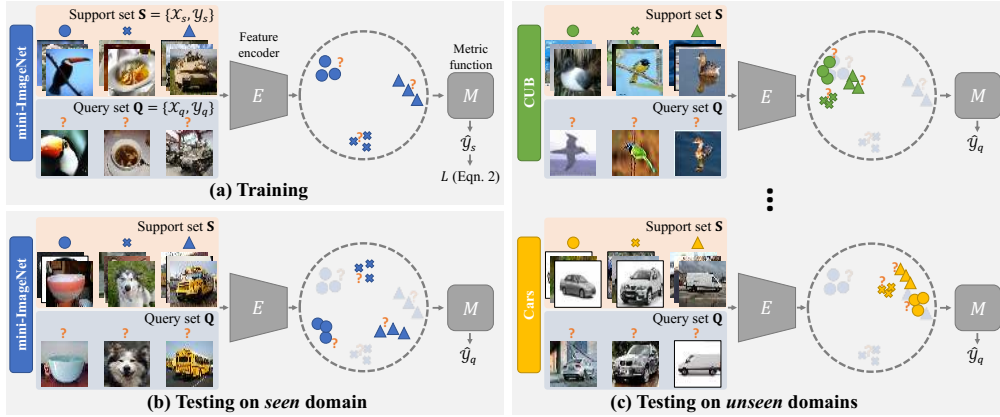 mini-ImageNet
Support set S = {𝒳s, 𝒴s}
Query set Q = {𝒳q, 𝒴q}
? ? ?
Feature
encoder
E
?
?
?
Metric
function
M
ŷs
L (Eqn. 2)
(a) Training
mini-ImageNet
Support set S
Query set Q
? ? ?
E
?
?
?
?
?
?
M
ŷq
(b) Testing on seen domain
CUB
Support set S
Query set Q
? ? ?
E
?
?
?
?
?
?
M
ŷq
Cars
Support set S
Query set Q
? ? ?
E
?
?
?
?
?
?
M
ŷq
(c) Testing on unseen domains